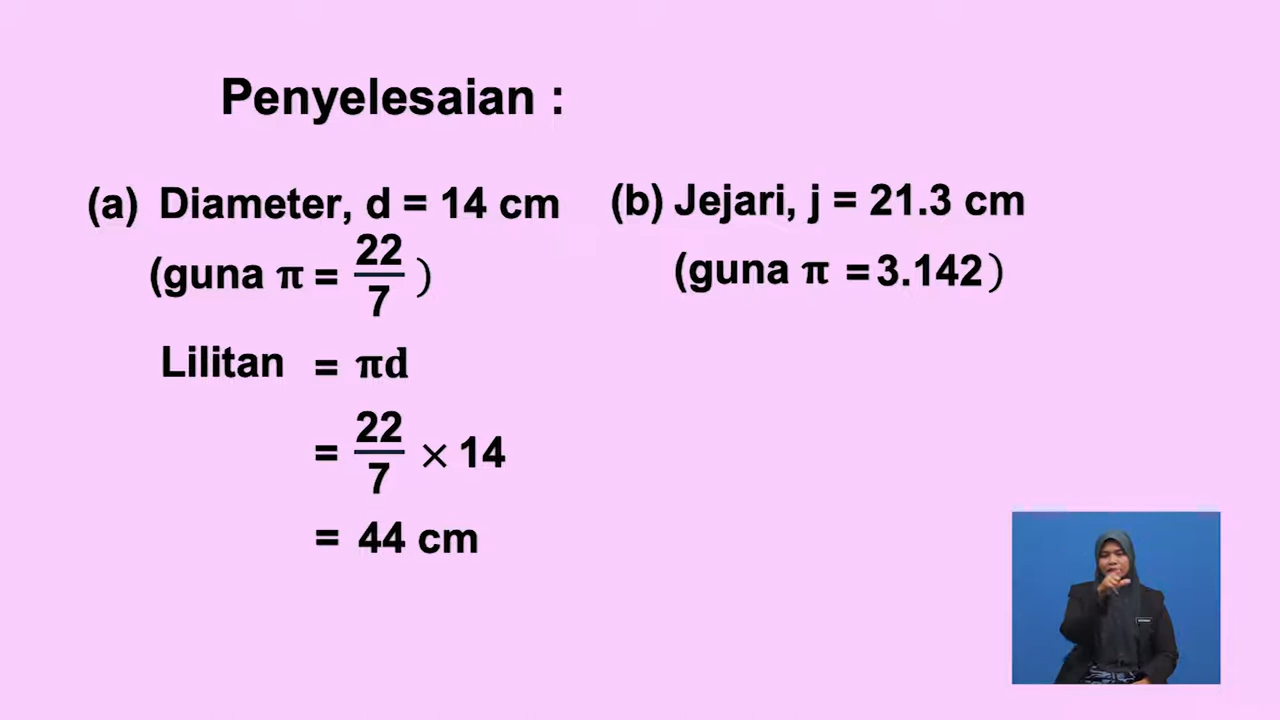 Penyelesaian :
(a) Diameter, d = 14 cm
(guna π = 22/7 )
Lilitan = πd
= 22/7 × 14
= 44 cm
(b) Jejari, j = 21.3 cm
(guna π = 3.142)